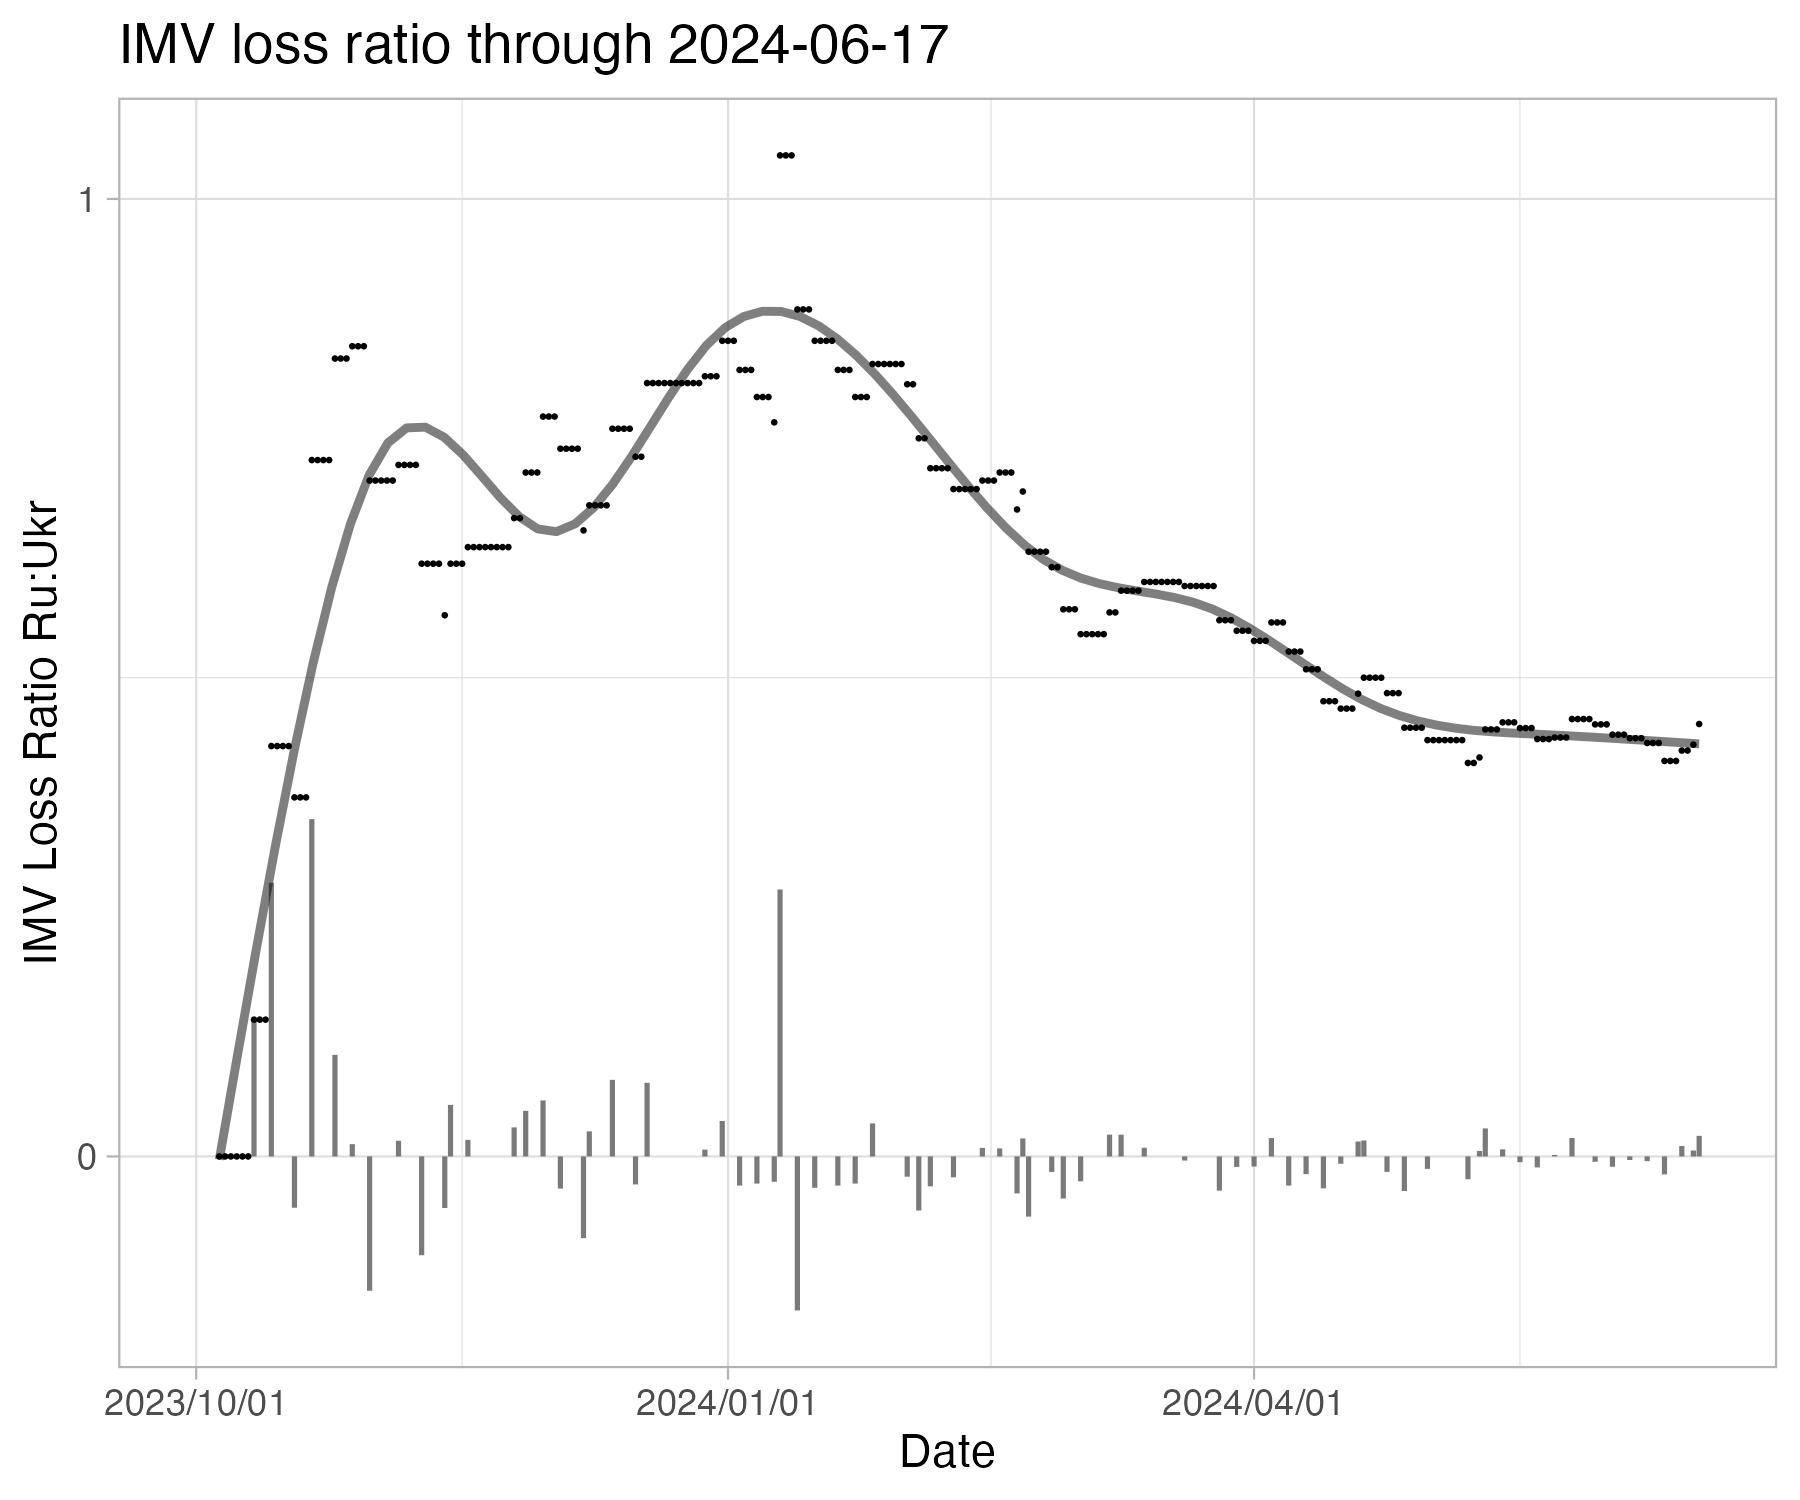 IMV loss ratio through 2024-06-17
IMV Loss Ratio Ru:Ukr
1
0
2023/10/01
2024/01/01
2024/04/01
Date